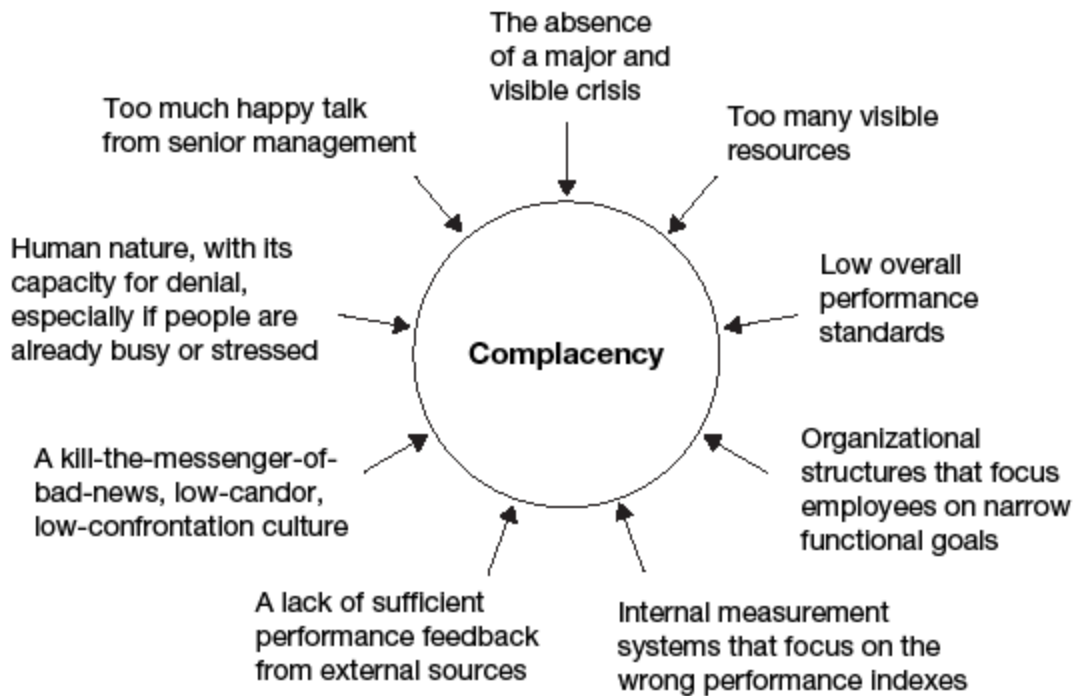 The absence
of a major and
visible crisis
Too many visible
resources
Low overall
performance
standards
Organizational
structures that focus
employees on narrow
functional goals
Internal measurement
systems that focus on the
wrong performance indexes
A lack of sufficient
performance feedback
from external sources
A kill-the-messenger-of-
bad-news, low-candor,
low-confrontation culture
Human nature, with its
capacity for denial,
especially if people are
already busy or stressed
Too much happy talk
from senior management
Complacency